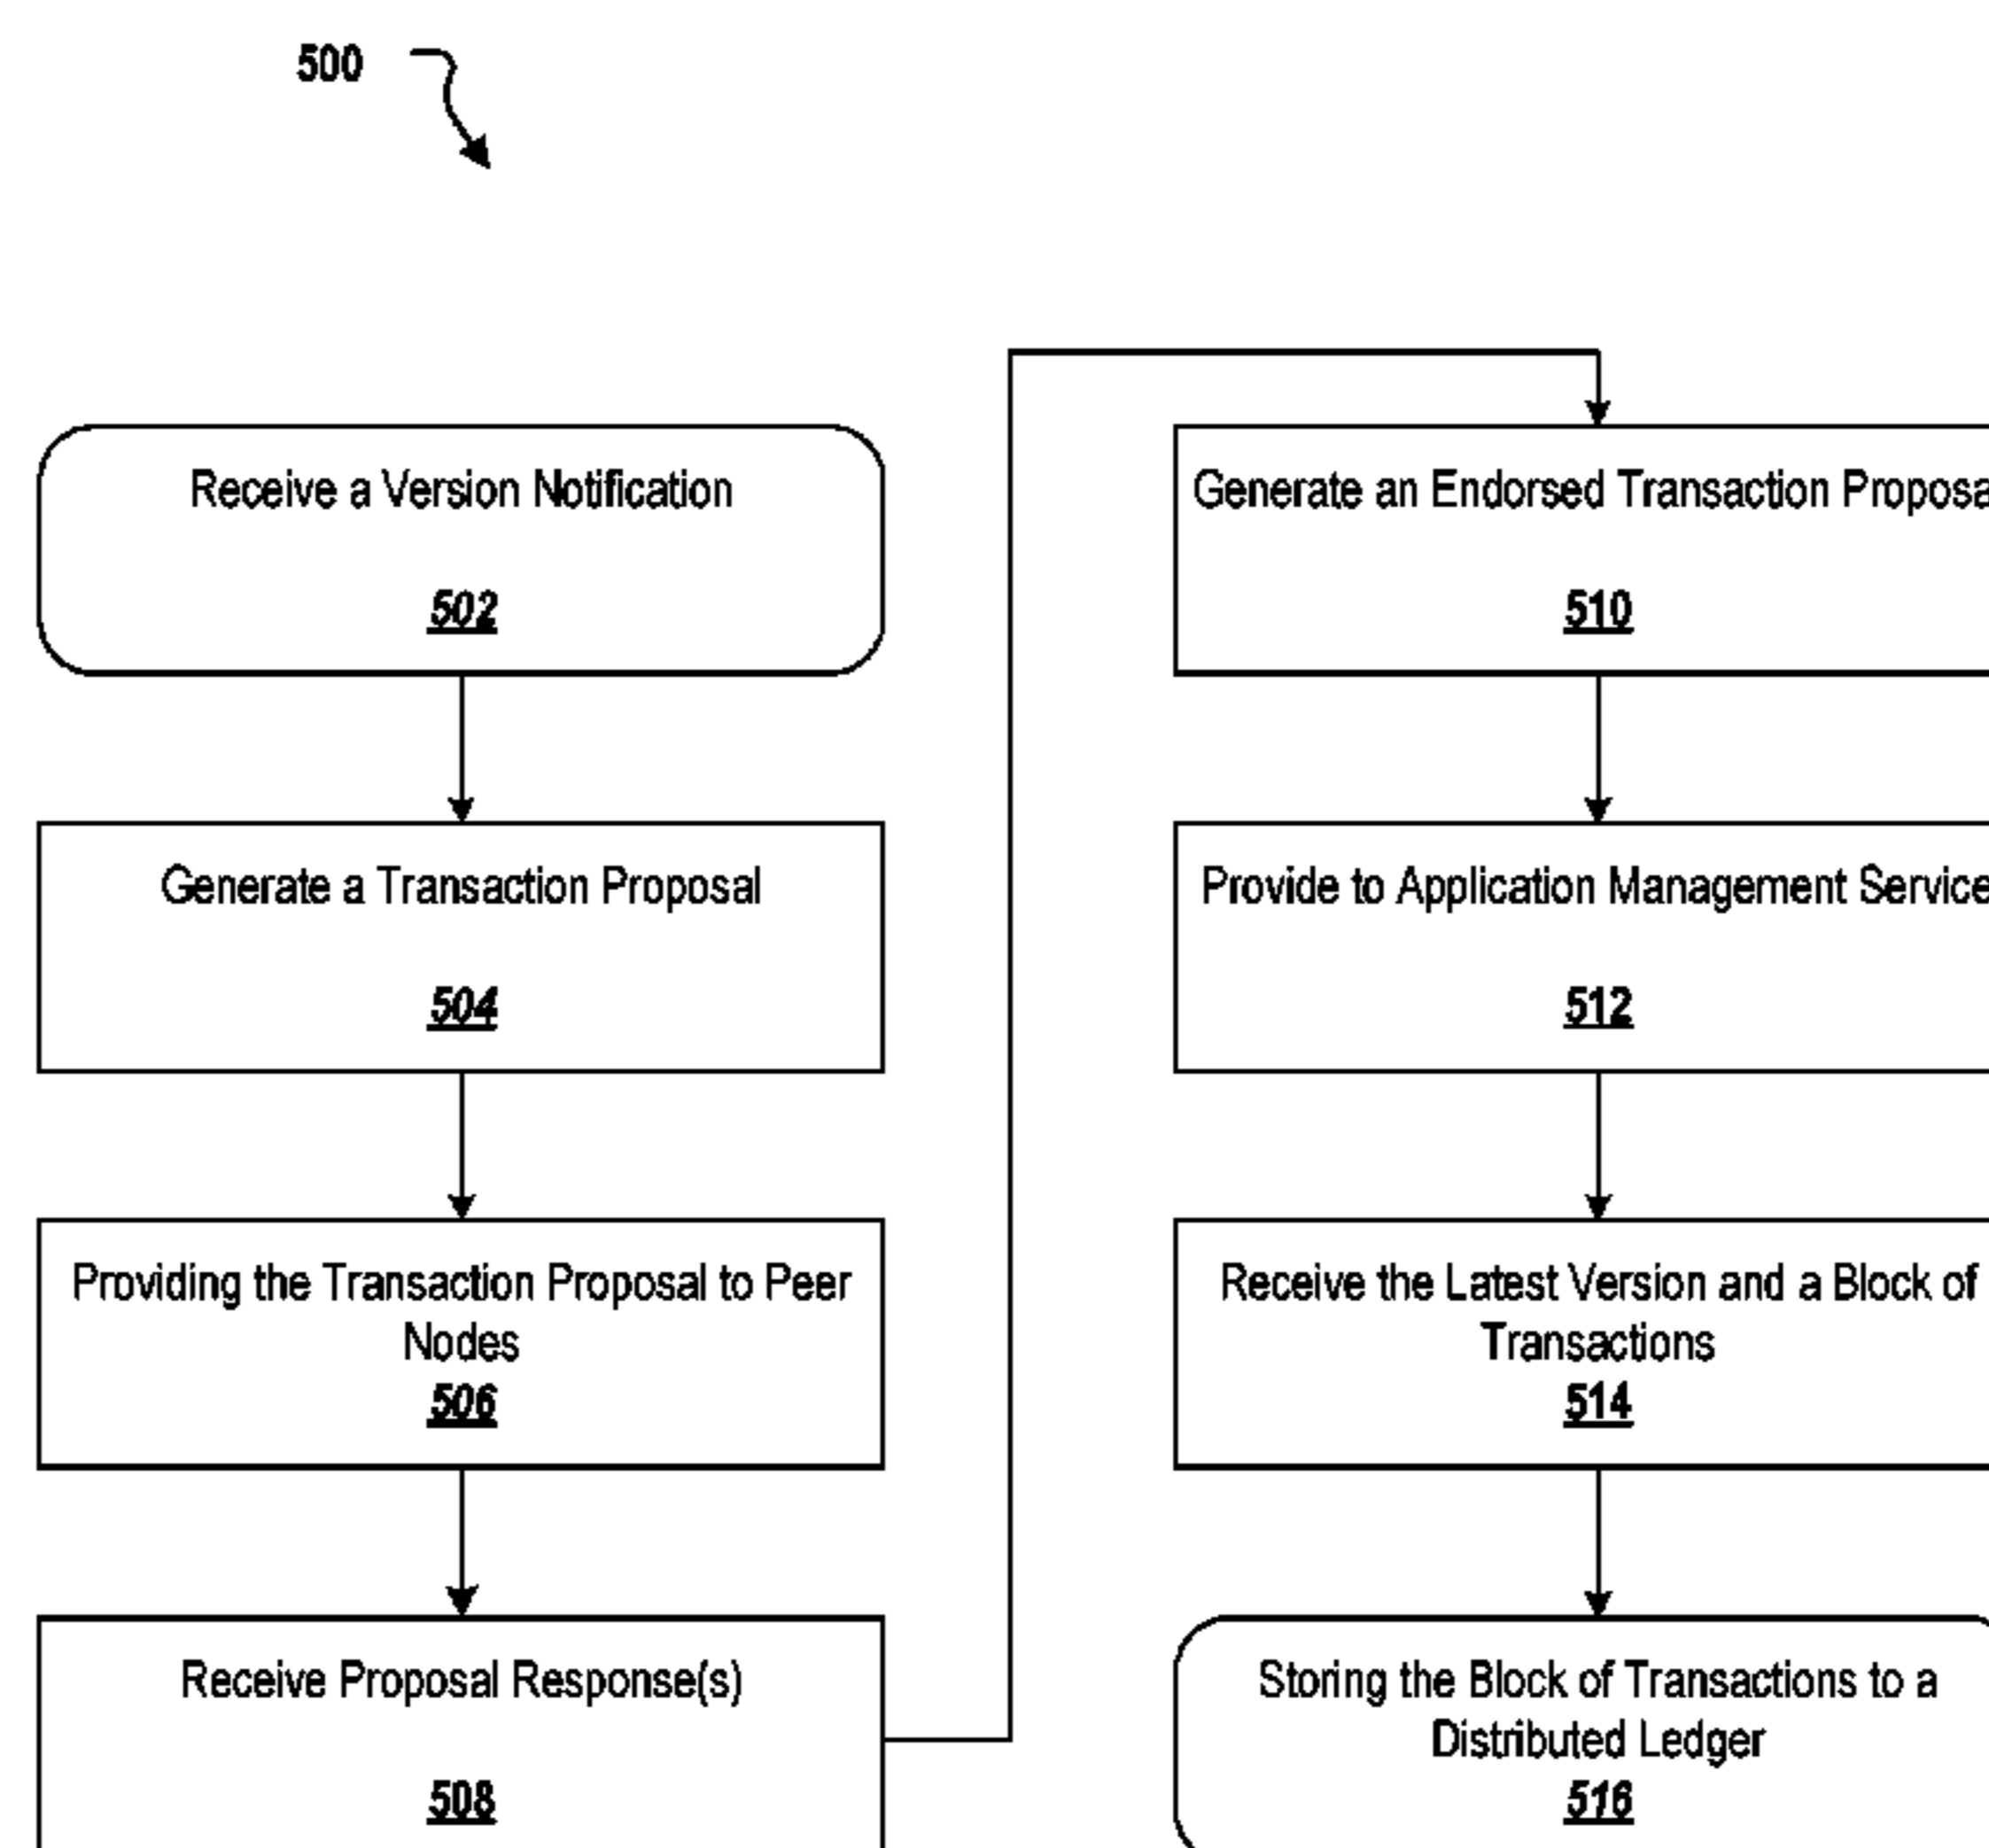 500
Receive a Version Notification
502
Generate a Transaction Proposal
504
Providing the Transaction Proposal to Peer
Nodes
506
Receive Proposal Response(s)
508
Generate an Endorsed Transaction Proposa
510
Provide to Application Management Service
512
Receive the Latest Version and a Block of
Transactions
514
Storing the Block of Transactions to a
Distributed Ledger
516